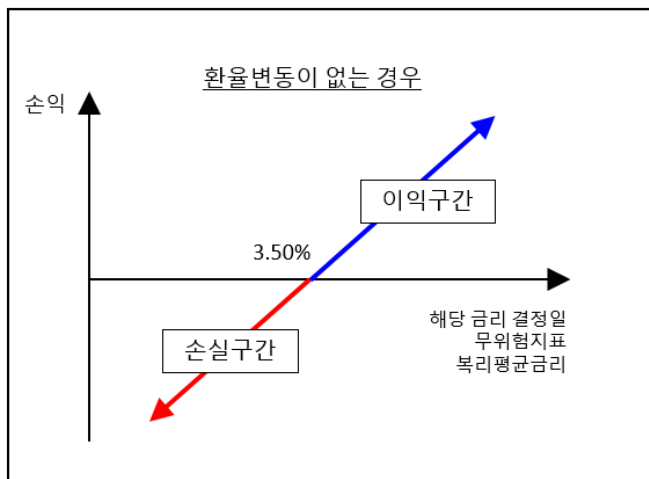 환율변동이 없는 경우
손익
이익구간
3.50%
해당 금리 결정일
무위험지표
복리평균금리
손실구간